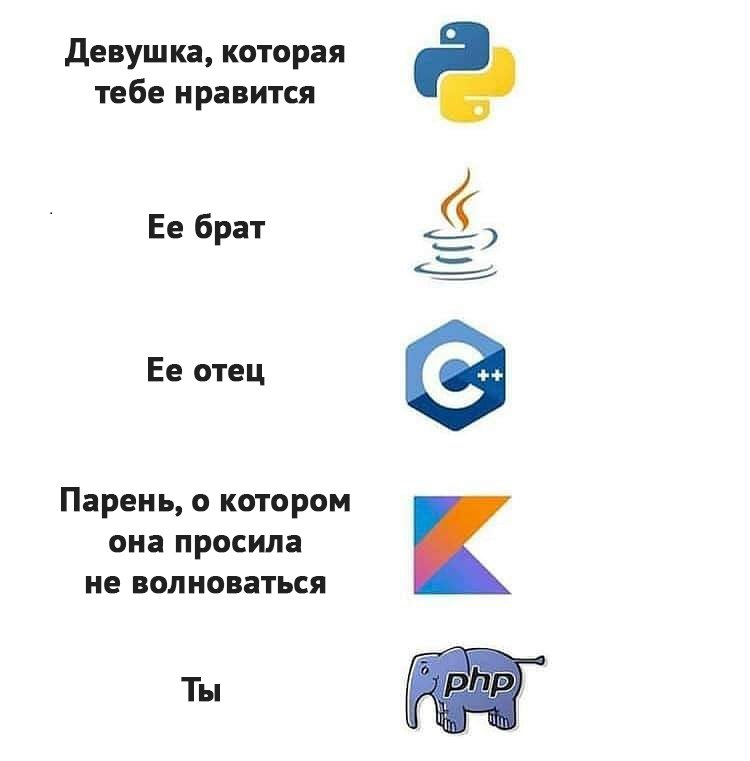 Девушка, которая
тебе нравится
Ее брат
Ее отец
C++
Парень, о котором
она просила
не волноваться
Ты
php